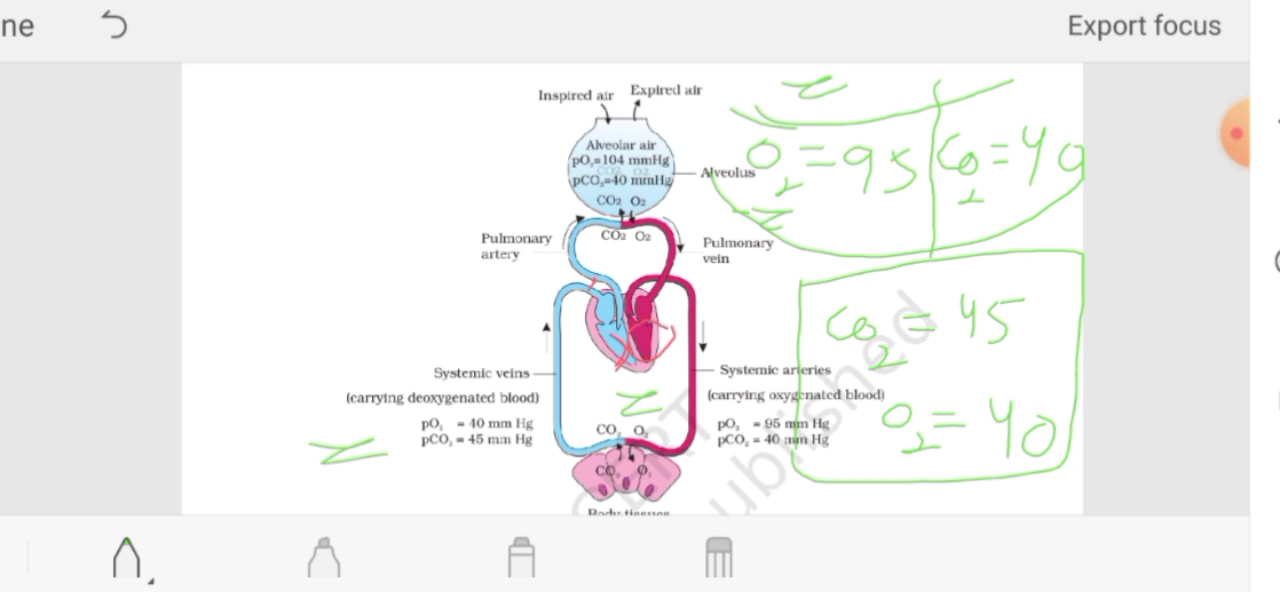 ne
Export focus
Inspired air
Expired air
Alveolar air
pO₂=104 mmHg
pCO₂=40 mmHg
CO2 O2
Alveolus
CO2 O2
Pulmonary
artery
Pulmonary
vein
O₂ = 95
CO₂ = 40
CO₂ = 45
O₂ = 40
Systemic veins
(carrying deoxygenated blood)
pO₂ = 40 mm Hg
pCO₂ = 45 mm Hg
Systemic arteries
(carrying oxygenated blood)
pO₂ = 95 mm Hg
pCO₂ = 40 mm Hg
CO₂ O₂
CO₂ O₂
Body tissues
ublished